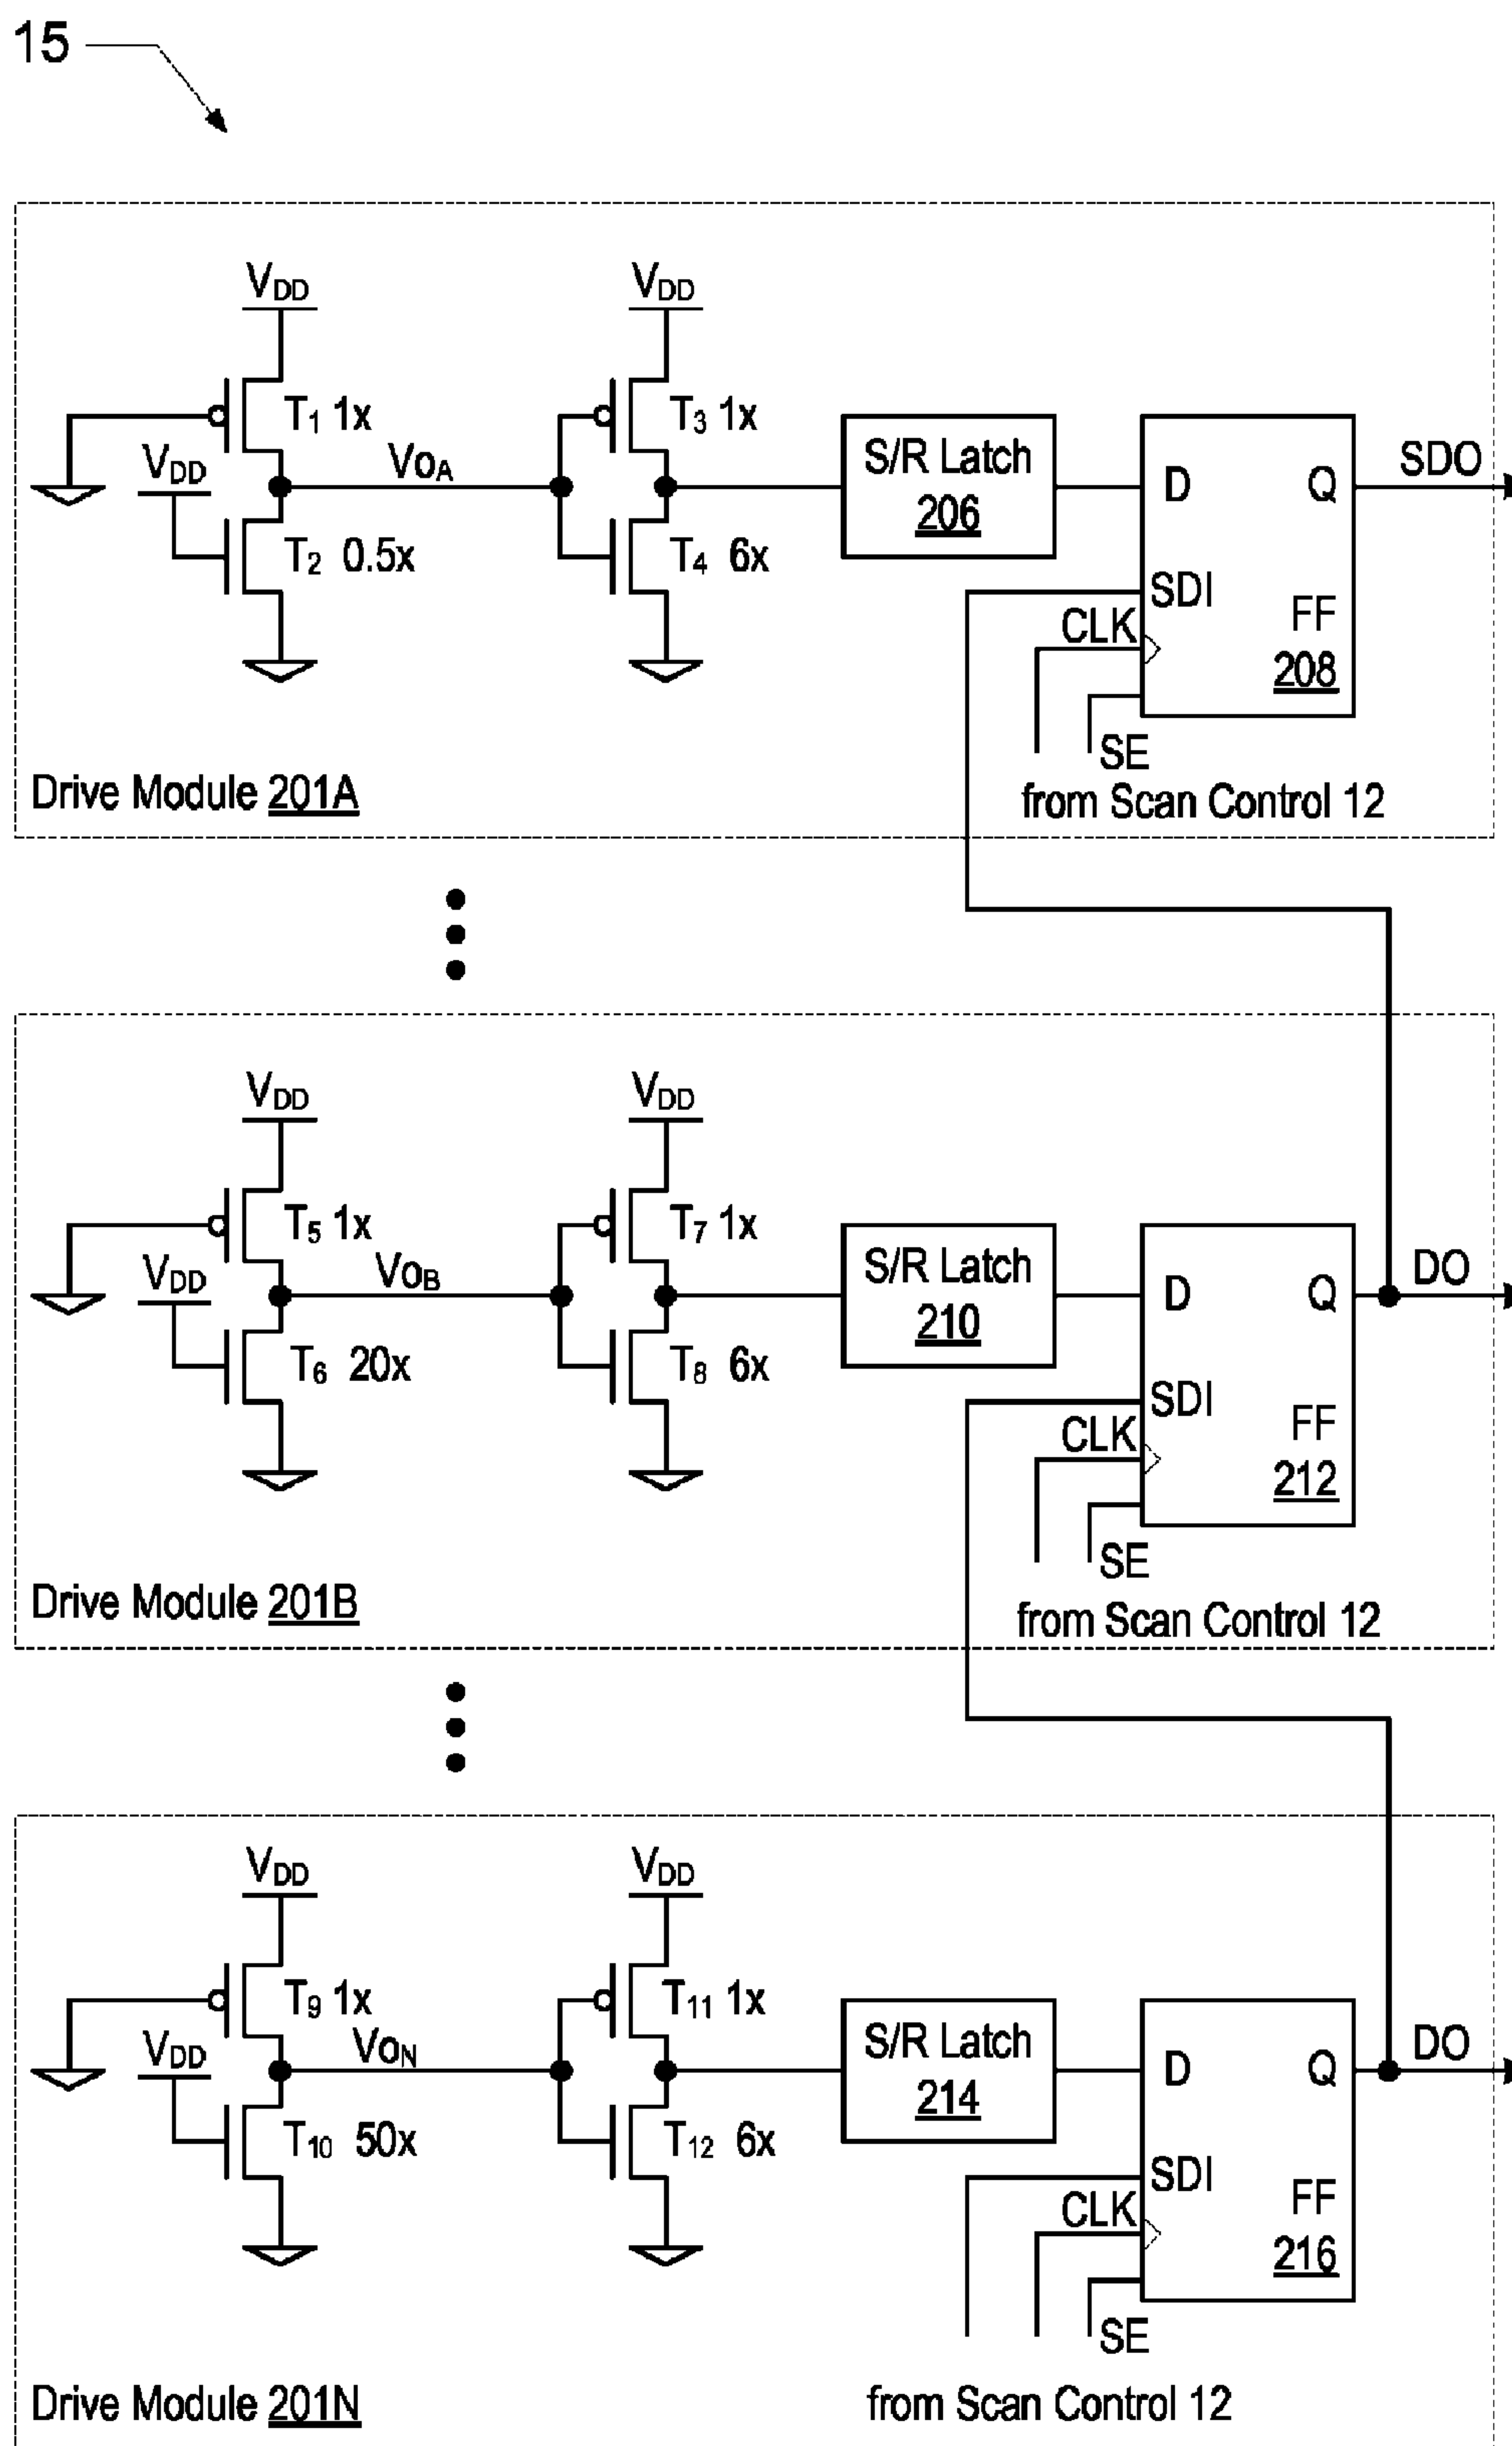 15
VDD
VDD
T1 1x
T3 1x
VDD
VoA
S/R Latch
206
D
Q
SDO
T2 0.5x
T4 6x
SDI
CLK
FF
208
SE
Drive Module 201A
from Scan Control 12
VDD
VDD
T5 1x
T7 1x
VDD
VoB
S/R Latch
210
D
Q
DO
T6 20x
T8 6x
SDI
CLK
FF
212
SE
Drive Module 201B
from Scan Control 12
VDD
VDD
T9 1x
T11 1x
VDD
VoN
S/R Latch
214
D
Q
DO
T10 50x
T12 6x
SDI
CLK
FF
216
SE
Drive Module 201N
from Scan Control 12